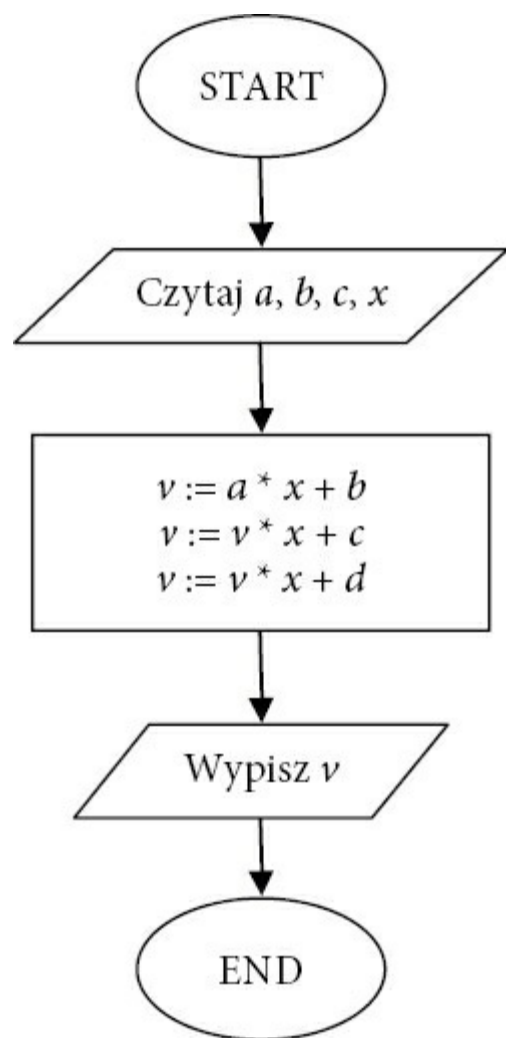 START
Czytaj a, b, c, x
v := a * x + b
v := v * x + c
v := v * x + d
Wypisz v
END